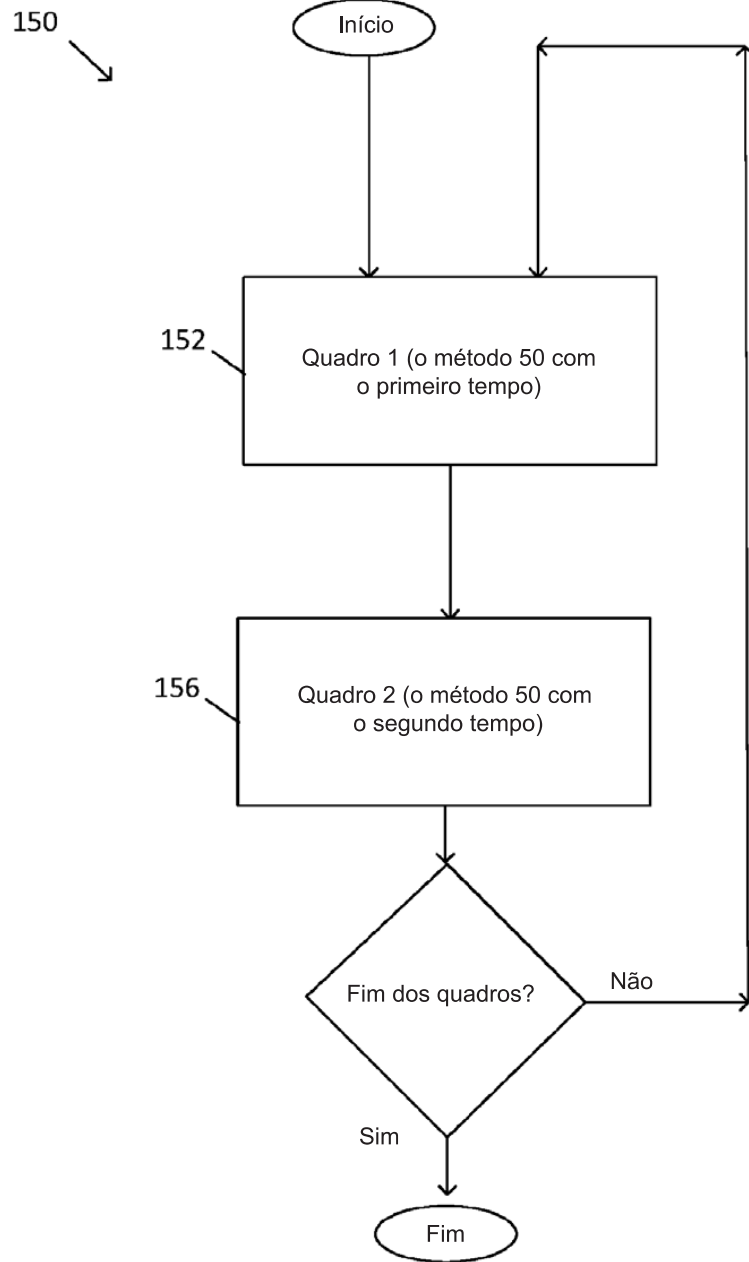 150
Início
152
Quadro 1 (o método 50 com
o primeiro tempo)
156
Quadro 2 (o método 50 com
o segundo tempo)
Fim dos quadros?
Não
Sim
Fim